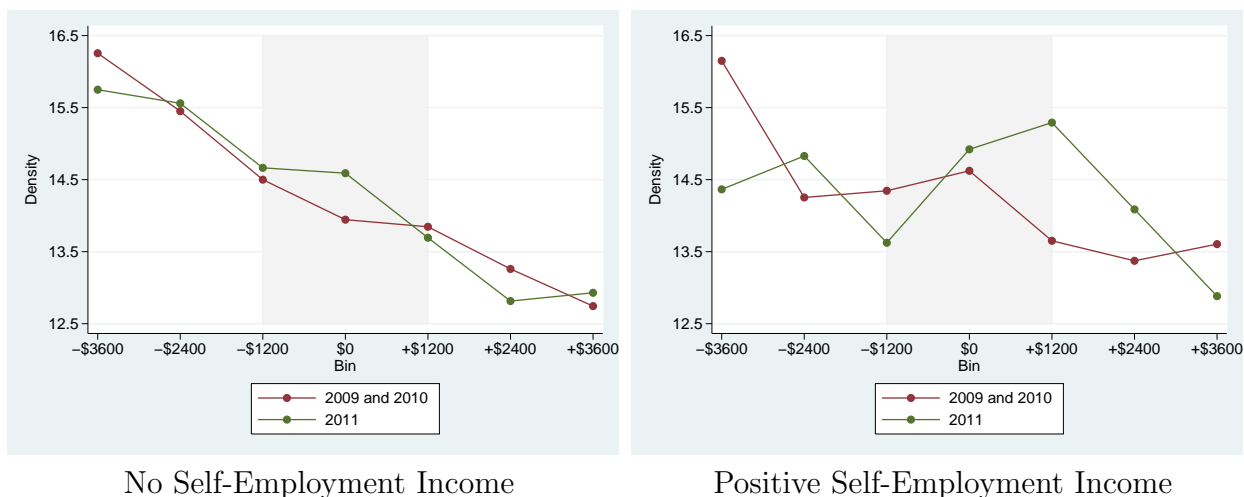 16.5
15.5
14.5
13.5
12.5
Density
−$3600 −$2400 −$1200 $0 +$1200 +$2400 +$3600
Bin
2009 and 2010
2011
No Self-Employment Income
16.5
15.5
14.5
13.5
12.5
Density
−$3600 −$2400 −$1200 $0 +$1200 +$2400 +$3600
Bin
2009 and 2010
2011
Positive Self-Employment Income